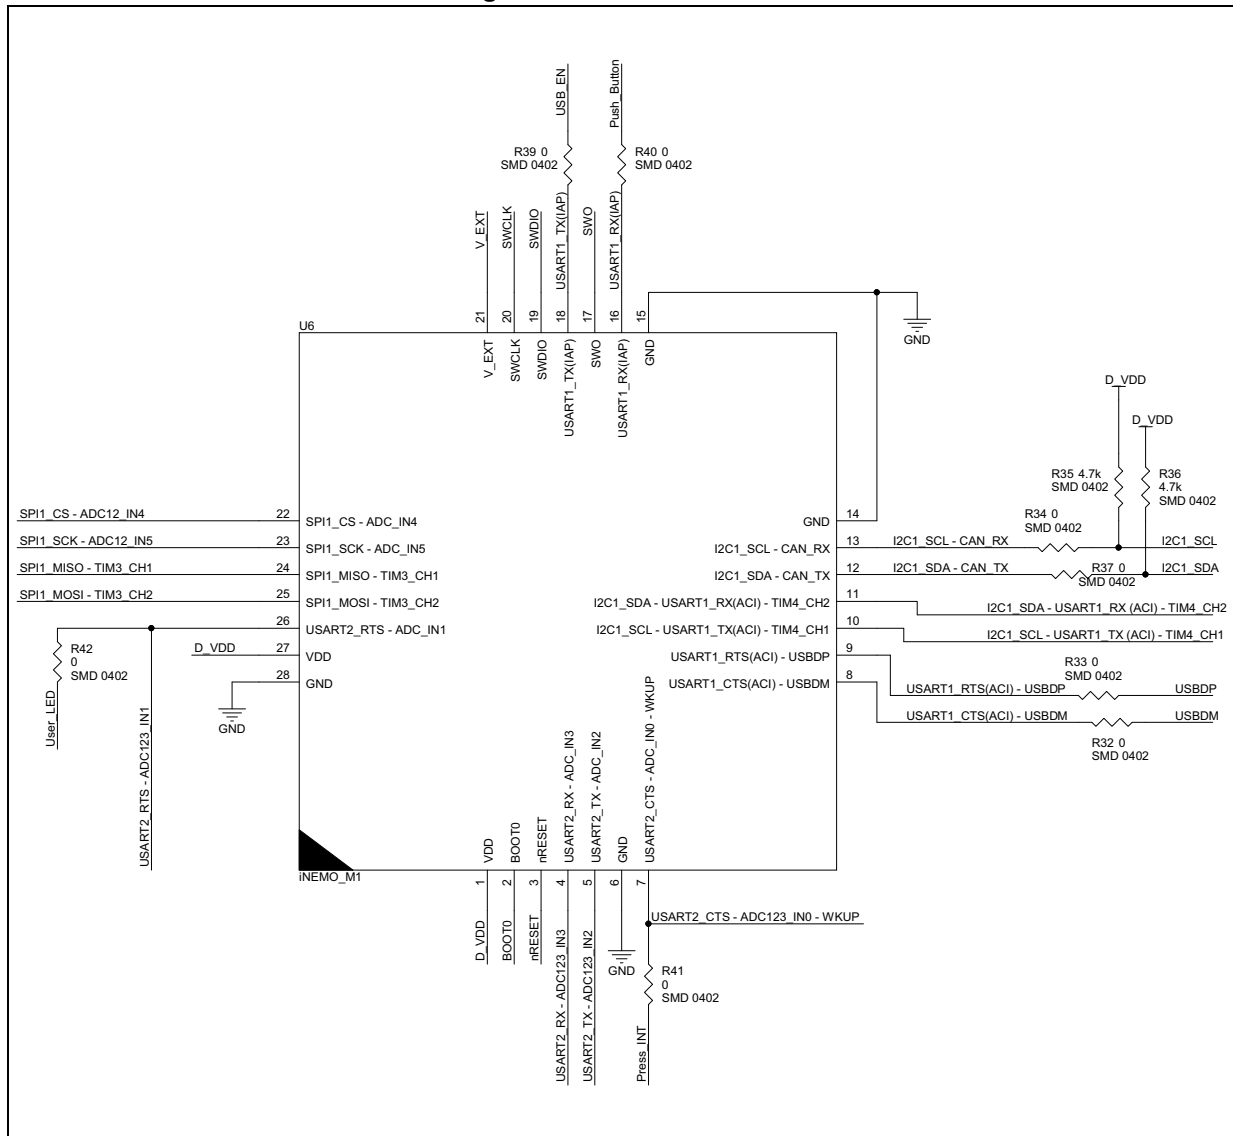 USB_EN
Push_Button
R39 0
SMD 0402
R40 0
SMD 0402
V_EXT
SWCLK
SWDIO
USART1_TX(IAP)
SWO
USART1_RX(IAP)
21
20
19
18
17
16
15
GND
U6
V_EXT
SWCLK
SWDIO
USART1_TX(IAP)
SWO
USART1_RX(IAP)
GND
D_VDD
D_VDD
R35 4.7k
SMD 0402
R36
4.7k
SMD 0402
SPI1_CS - ADC12_IN4
22
SPI1_CS - ADC_IN4
SPI1_SCK - ADC12_IN5
23
SPI1_SCK - ADC_IN5
SPI1_MISO - TIM3_CH1
24
SPI1_MISO - TIM3_CH1
SPI1_MOSI - TIM3_CH2
25
SPI1_MOSI - TIM3_CH2
26
USART2_RTS - ADC_IN1
D_VDD
27
VDD
28
GND
GND
R42
0
SMD 0402
User_LED
USART2_RTS - ADC123_IN1
GND
14
R34 0
SMD 0402
I2C1_SCL - CAN_RX
13
I2C1_SCL - CAN_RX
I2C1_SCL
I2C1_SDA - CAN_TX
12
I2C1_SDA - CAN_TX
R37 0
SMD 0402
I2C1_SDA
I2C1_SDA - USART1_RX(ACI) - TIM4_CH2
11
I2C1_SDA - USART1_RX (ACI) - TIM4_CH2
I2C1_SCL - USART1_TX(ACI) - TIM4_CH1
10
I2C1_SCL - USART1_TX (ACI) - TIM4_CH1
USART1_RTS(ACI) - USBDP
9
R33 0
SMD 0402
USART1_CTS(ACI) - USBDM
8
USART1_RTS(ACI) - USBDP
USBDP
USART1_CTS(ACI) - USBDM
USBDM
R32 0
SMD 0402
VDD
BOOT0
nRESET
USART2_RX - ADC_IN3
USART2_TX - ADC_IN2
GND
USART2_CTS - ADC_IN0 - WKUP
iNEMO_M1
1
2
3
4
5
6
7
D_VDD
BOOT0
nRESET
USART2_RX - ADC123_IN3
USART2_TX - ADC123_IN2
GND
USART2_CTS - ADC123_IN0 - WKUP
R41
0
SMD 0402
Press_INT